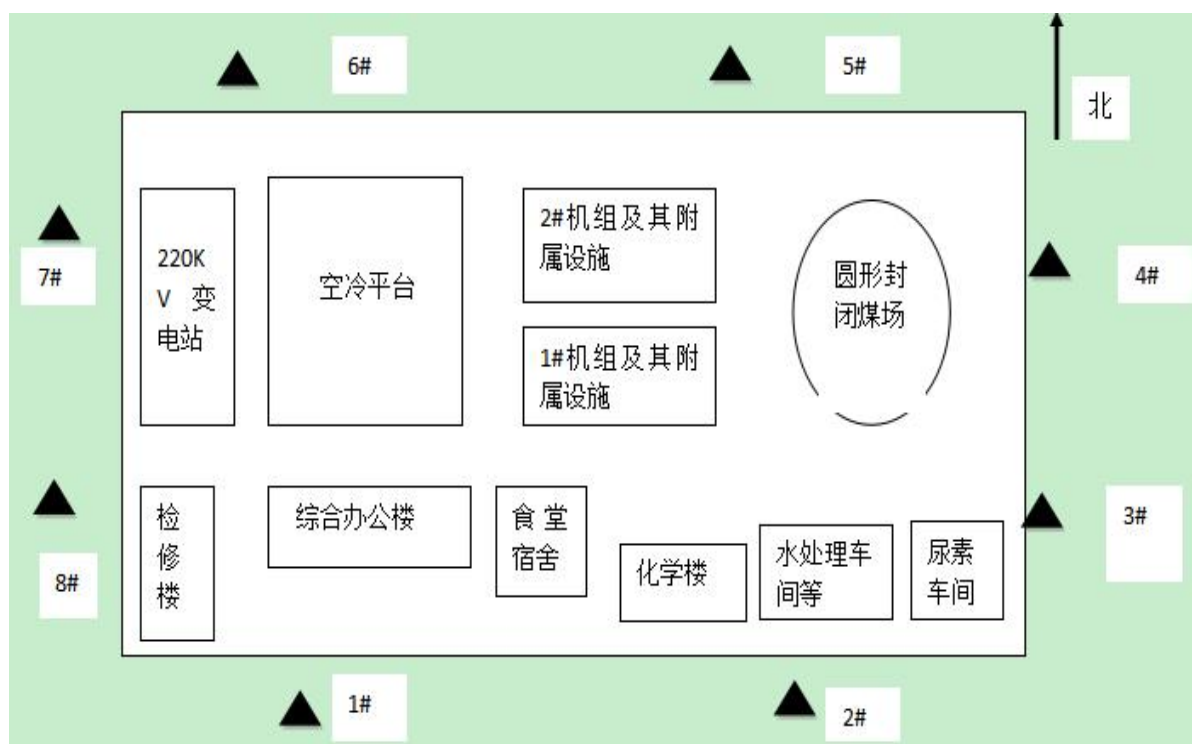 6#
5#
北
7#
220K
V 变
电站
空冷平台
2#机组及其附
属设施
1#机组及其附
属设施
圆形封
闭煤场
4#
8#
检
修
楼
综合办公楼
食堂
宿舍
化学楼
水处理车
间等
尿素
车间
3#
1#
2#